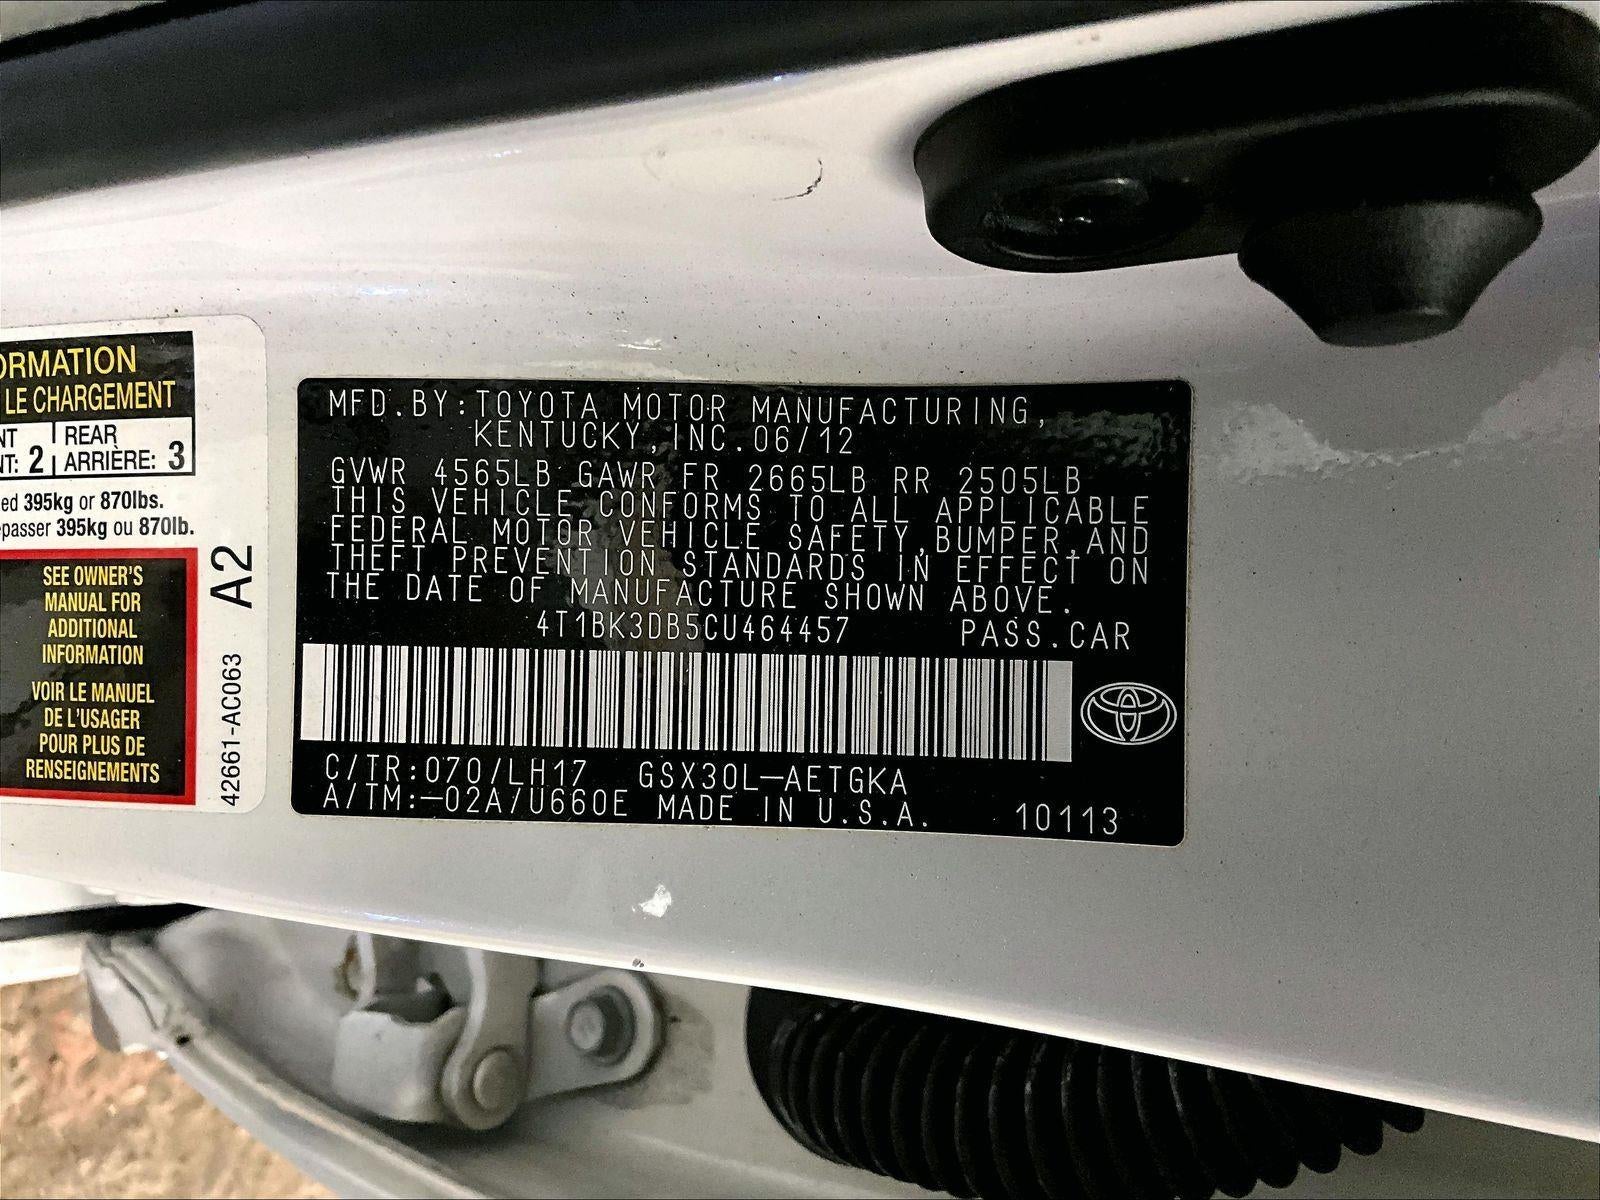 ORMATION
LE CHARGEMENT
NT REAR
NT: 2 ARRIÈRE: 3
ed 395kg or 870lbs.
passer 395kg ou 870lb.
SEE OWNER'S
MANUAL FOR
ADDITIONAL
INFORMATION
VOIR LE MANUEL
DE L'USAGER
POUR PLUS DE
RENSEIGNEMENTS
42661-AC063 A2
MFD.BY:TOYOTA MOTOR MANUFACTURING,
KENTUCKY,INC.06/12
GVWR 4565LB GAWR FR 2665LB RR 2505LB
THIS VEHICLE CONFORMS TO ALL APPLICABLE
FEDERAL MOTOR VEHICLE SAFETY,BUMPER,AND
THEFT PREVENTION STANDARDS IN EFFECT ON
THE DATE OF MANUFACTURE SHOWN ABOVE.
4T1BK3DB5CU464457 PASS.CAR
C/TR:070/LH17 GSX30L-AETGKA
A/TM:-02A/U660E MADE IN U.S.A. 10113